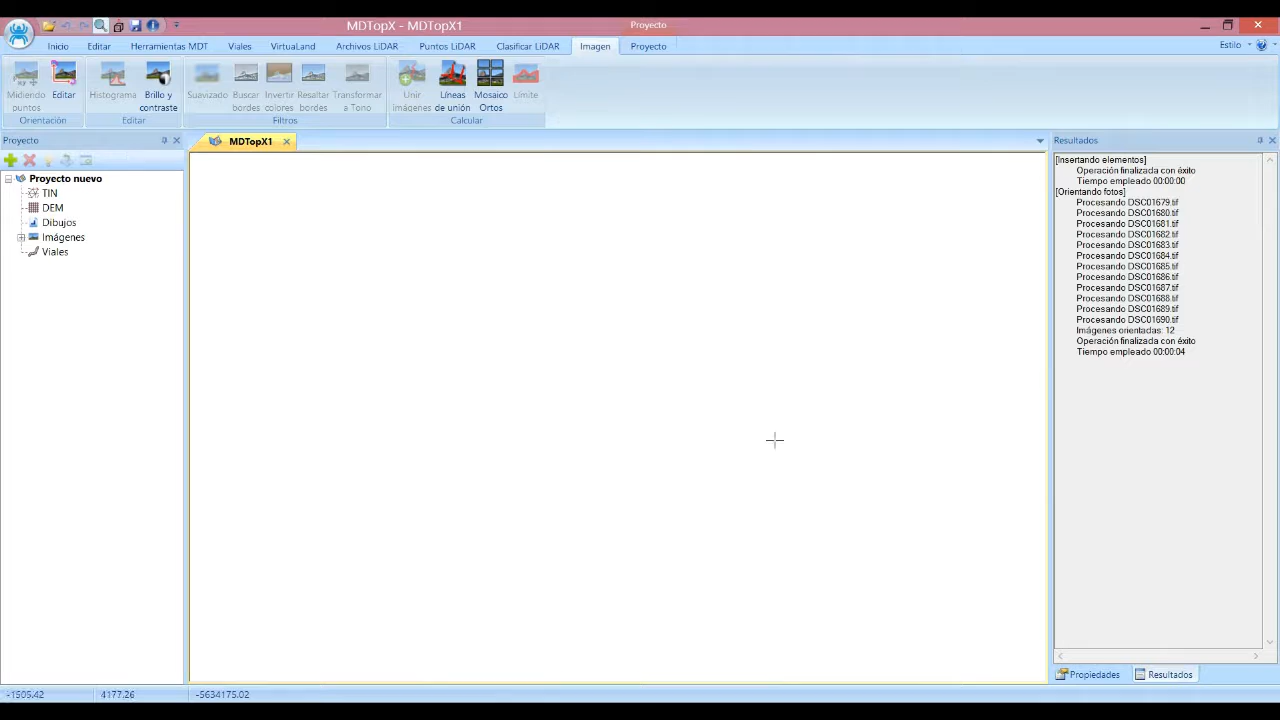 MDTopX - MDTopX1
Proyecto
Inicio Editar Herramientas MDT Viales VirtuaLand Archivos LiDAR Puntos LiDAR Clasificar LiDAR Imagen Proyecto Estilo
Midiendo puntos
Editar
Histograma
Brillo y contraste
Suavizado
Buscar bordes
Invertir colores
Resaltar bordes
Transformar a Tono
Unir imágenes
Líneas de unión
Mosaico Ortos
Límite
Orientación Editar Filtros Calcular
Proyecto
MDTopX1
Resultados
Proyecto nuevo
TIN
DEM
Dibujos
Imágenes
Viales
[Insertando elementos]
Operación finalizada con éxito
Tiempo empleado 00:00:00
[Orientando fotos]
Procesando DSC01679.tif
Procesando DSC01680.tif
Procesando DSC01681.tif
Procesando DSC01682.tif
Procesando DSC01683.tif
Procesando DSC01684.tif
Procesando DSC01685.tif
Procesando DSC01686.tif
Procesando DSC01687.tif
Procesando DSC01688.tif
Procesando DSC01689.tif
Procesando DSC01690.tif
Imágenes orientadas: 12
Operación finalizada con éxito
Tiempo empleado 00:00:04
Propiedades Resultados
-1505.42 4177.26 -5634175.02